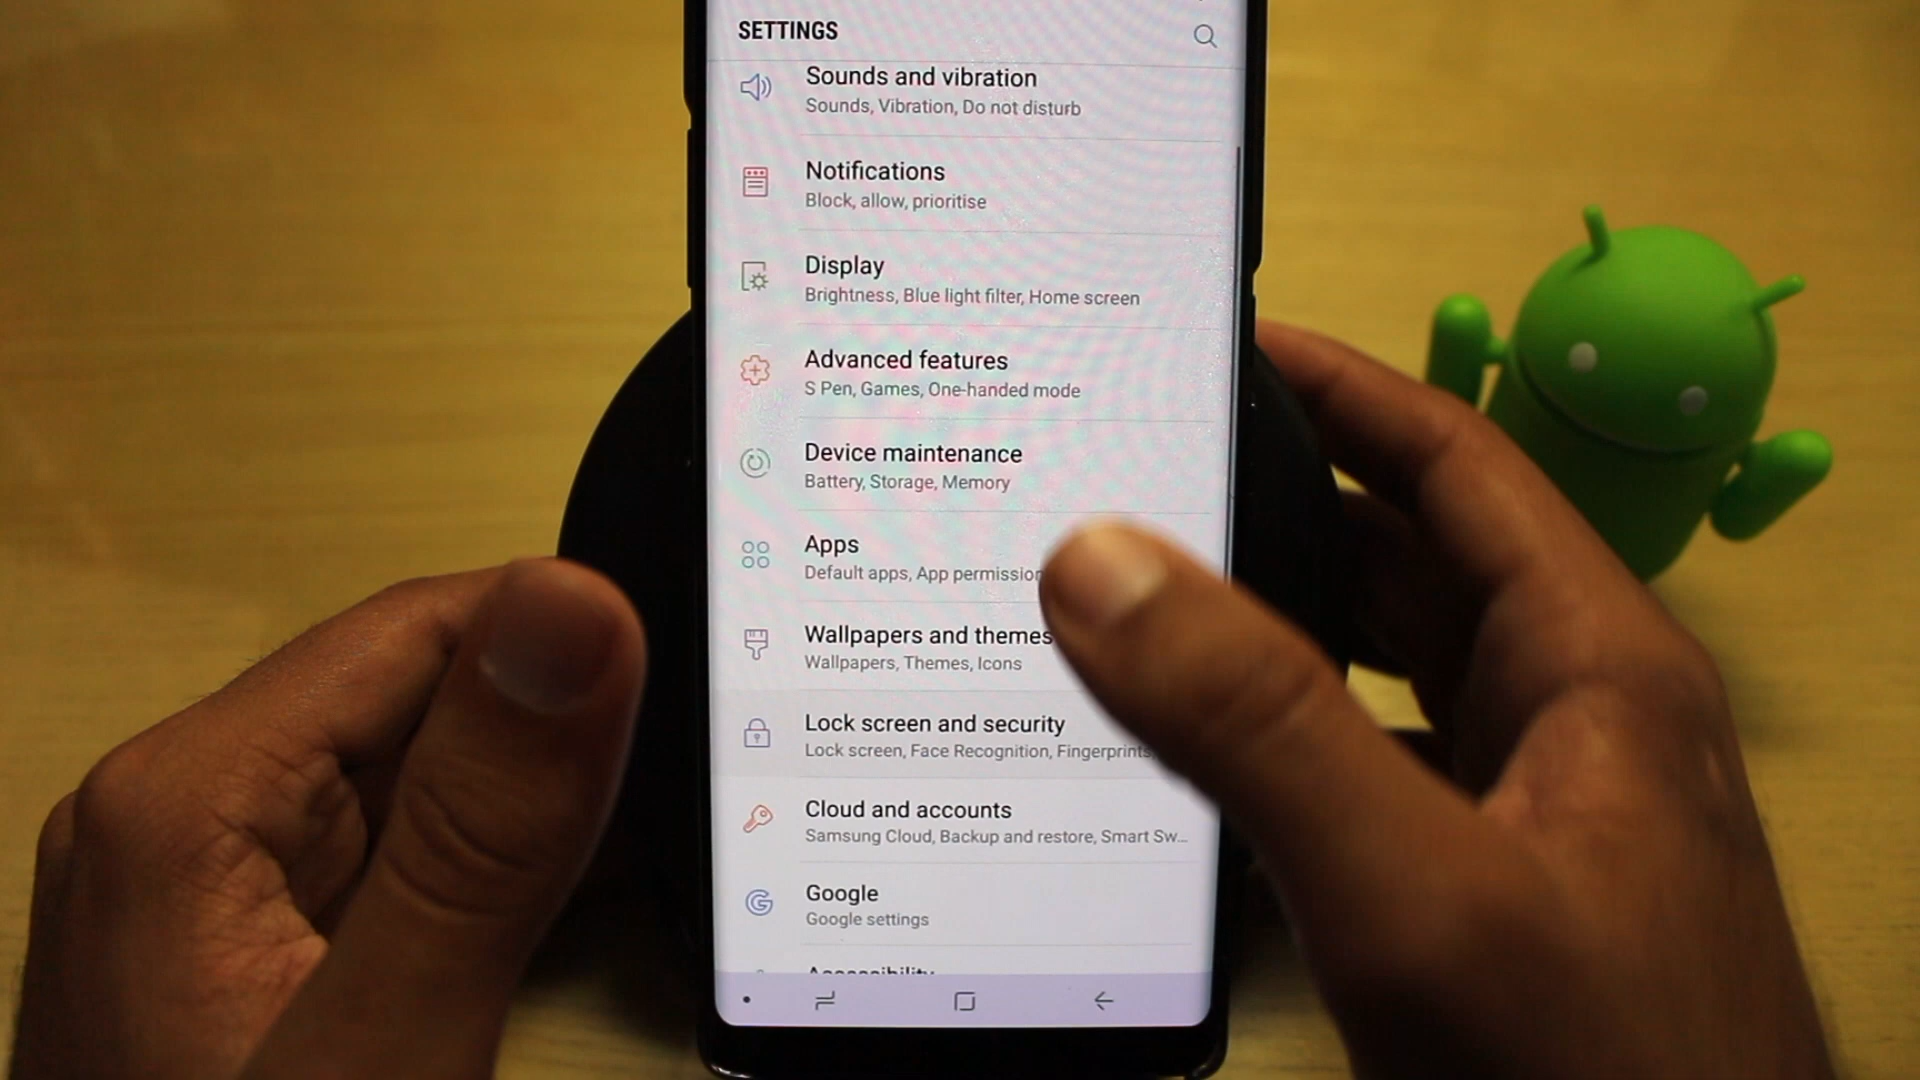 SETTINGS
Sounds and vibration
Sounds, Vibration, Do not disturb
Notifications
Block, allow, prioritise
Display
Brightness, Blue light filter, Home screen
Advanced features
S Pen, Games, One-handed mode
Device maintenance
Battery, Storage, Memory
Apps
Default apps, App permission
Wallpapers and themes
Wallpapers, Themes, Icons
Lock screen and security
Lock screen, Face Recognition, Fingerprints,
Cloud and accounts
Samsung Cloud, Backup and restore, Smart Sw...
Google
Google settings
Accessibility